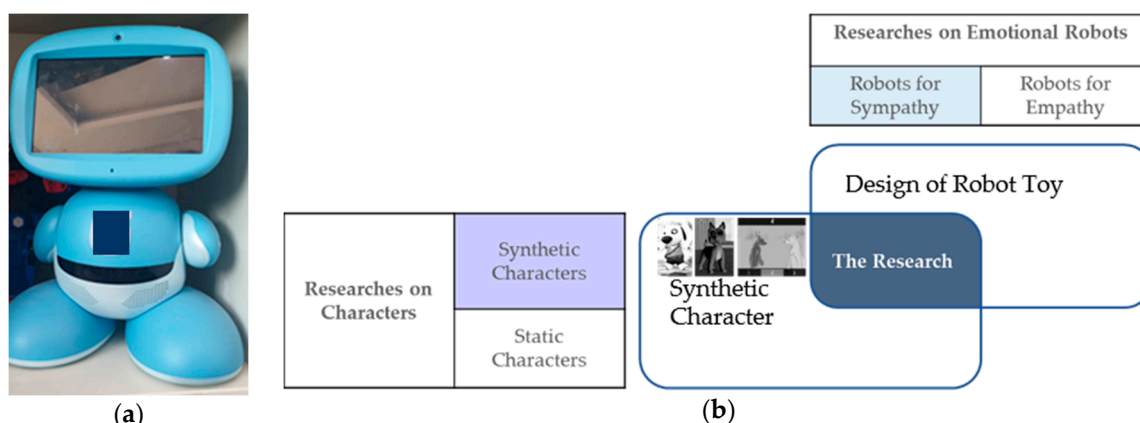 Researches on Emotional Robots
Robots for
Sympathy
Robots for
Empathy
Design of Robot Toy
Synthetic
Characters
Researches on
Characters
Static
Characters
The Research
Synthetic
Character
(a)
(b)